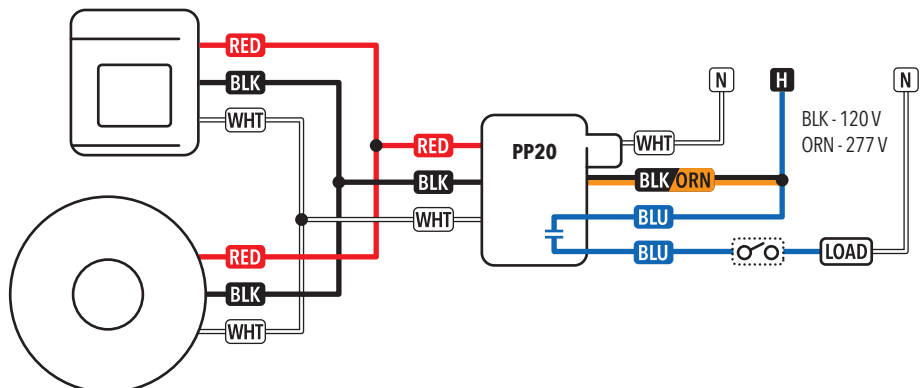 RED
BLK
WHT
RED
BLK
WHT
RED
BLK
WHT
PP20
WHT
BLK/ORN
BLU
BLU
LOAD
N
H
N
BLK - 120 V
ORN - 277 V